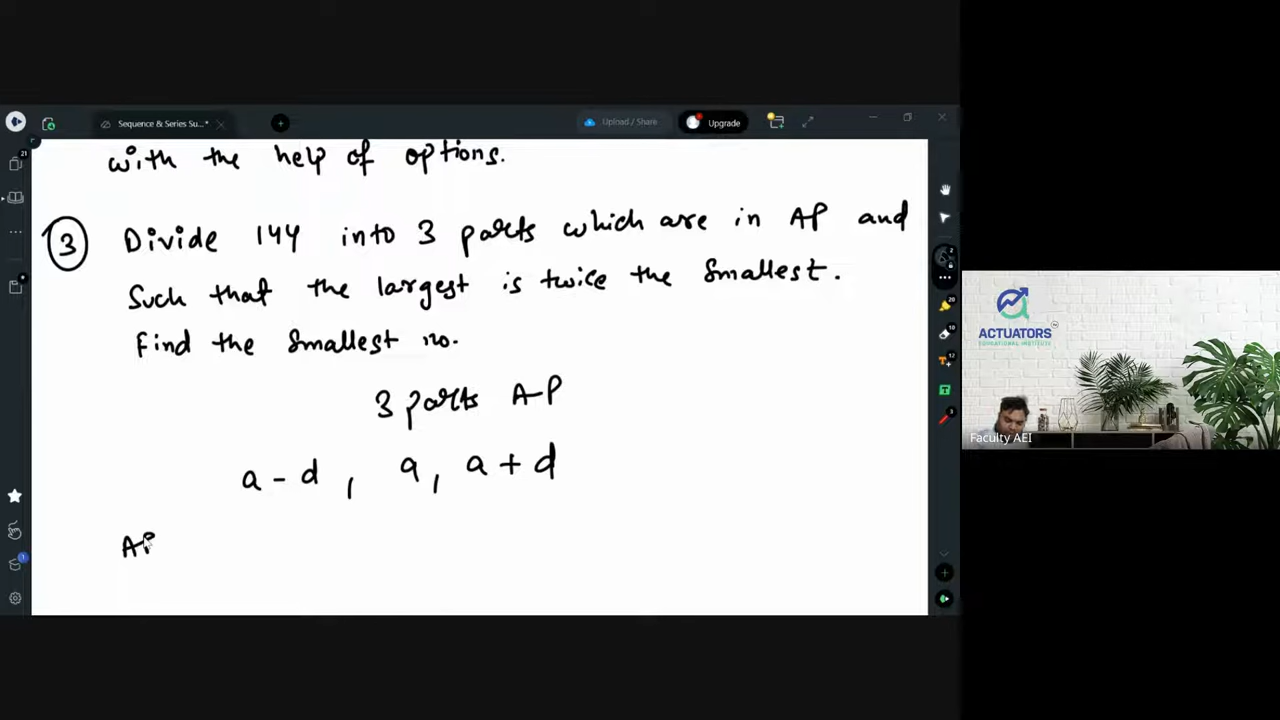 Sequence & Series Su...*
Upload / Share
Upgrade
with the help of options.
3 Divide 144 into 3 parts which are in AP and
Such that the largest is twice the Smallest.
Find the Smallest no.
3 parts AP
a - d , a, a + d
AP
ACTUATORS
EDUCATIONAL INSTITUTE
Faculty AEI